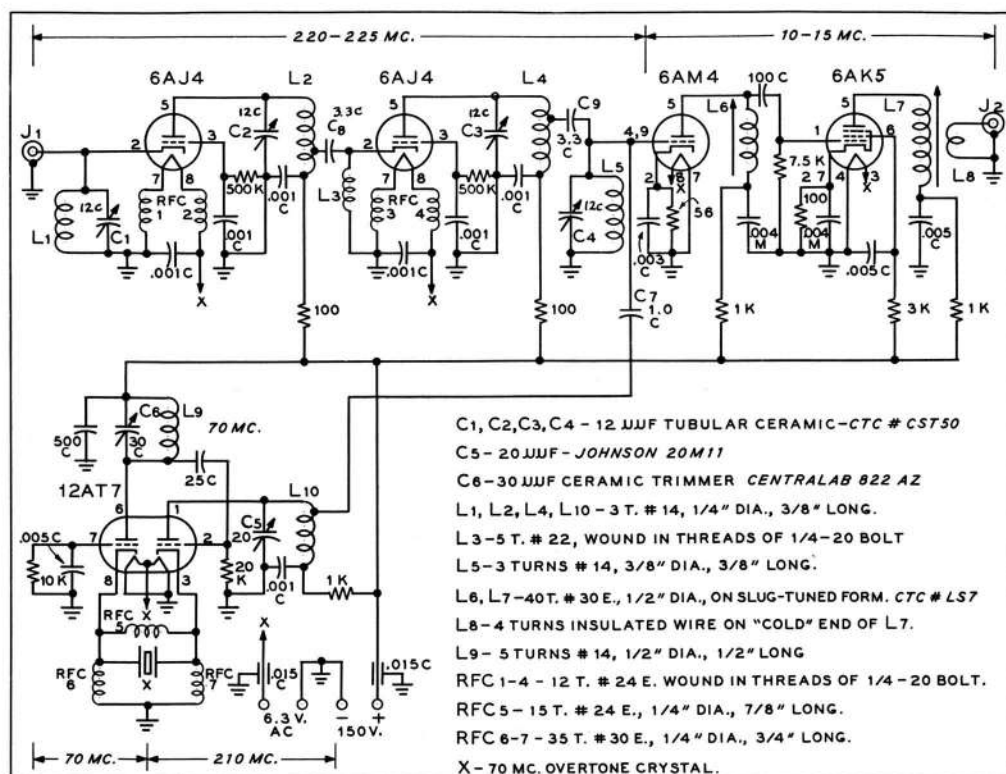 220-225 MC.
10-15 MC.
6AJ4
L2
6AJ4
L4
6AM4
6AK5
J1
12C
C2
3.3C
C8
12C
C3
C9
3.3
C
L6
100 C
L7
J2
5
2
3
7
8
500 K
.001
C
L3
5
2
3
7
8
500K
.001
C
4,9
5
2
6
7
X
5
1
6
2 7
4
3
X
7.5 K
L8
L1
12C
C1
RFC
1
2
.001
C
.001C
X
RFC
3
4
.001
C
.001C
X
L5
12C
C4
.003
C
56
.004
M
100
.004
M
.005C
.005
C
100
100
C7
1.0
C
1K
3K
1K
C6
L9
70 MC.
500
C
30
C
25C
12AT7
L10
6
1
7
2
8
3
.005C
10K
X
C5
20
20
K
.001
C
1K
RFC
5
RFC
6
X
RFC
7
X
.015
C
6.3 V.
AC
-
+
150V.
.015C
70 MC.
210 MC.
C1, C2, C3, C4 - 12 µµF TUBULAR CERAMIC-CTC # CST50
C5 - 20 µµF - JOHNSON 20M11
C6-30 µµF CERAMIC TRIMMER CENTRALAB 822 AZ
L1, L2, L4, L10-3 T. # 14, 1/4" DIA., 3/8" LONG.
L3-5 T. # 22, WOUND IN THREADS OF 1/4-20 BOLT
L5-3 TURNS # 14, 3/8" DIA., 3/8" LONG.
L6, L7-40T. # 30 E., 1/2" DIA., ON SLUG-TUNED FORM. CTC # LS7
L8-4 TURNS INSULATED WIRE ON "COLD" END OF L7.
L9-5 TURNS # 14, 1/2" DIA., 1/2" LONG
RFC 1-4-12 T. # 24 E. WOUND IN THREADS OF 1/4-20 BOLT.
RFC 5-15 T. # 24 E., 1/4" DIA., 7/8" LONG.
RFC 6-7-35 T. # 30 E., 1/4" DIA., 3/4" LONG.
X-70 MC. OVERTONE CRYSTAL.